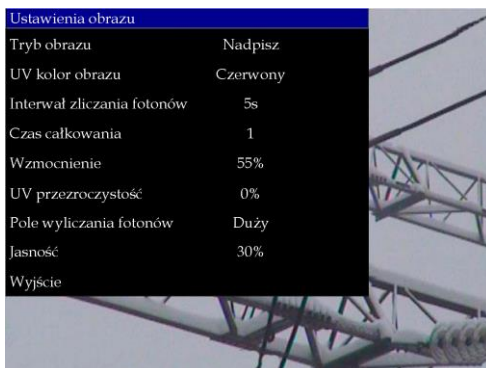 Ustawienia obrazu
Tryb obrazu Nadpisz
UV kolor obrazu Czerwony
Interwał zliczania fotonów 5s
Czas całkowania 1
Wzmocnienie 55%
UV przezroczystość 0%
Pole wyliczania fotonów Duży
Jasność 30%
Wyjście